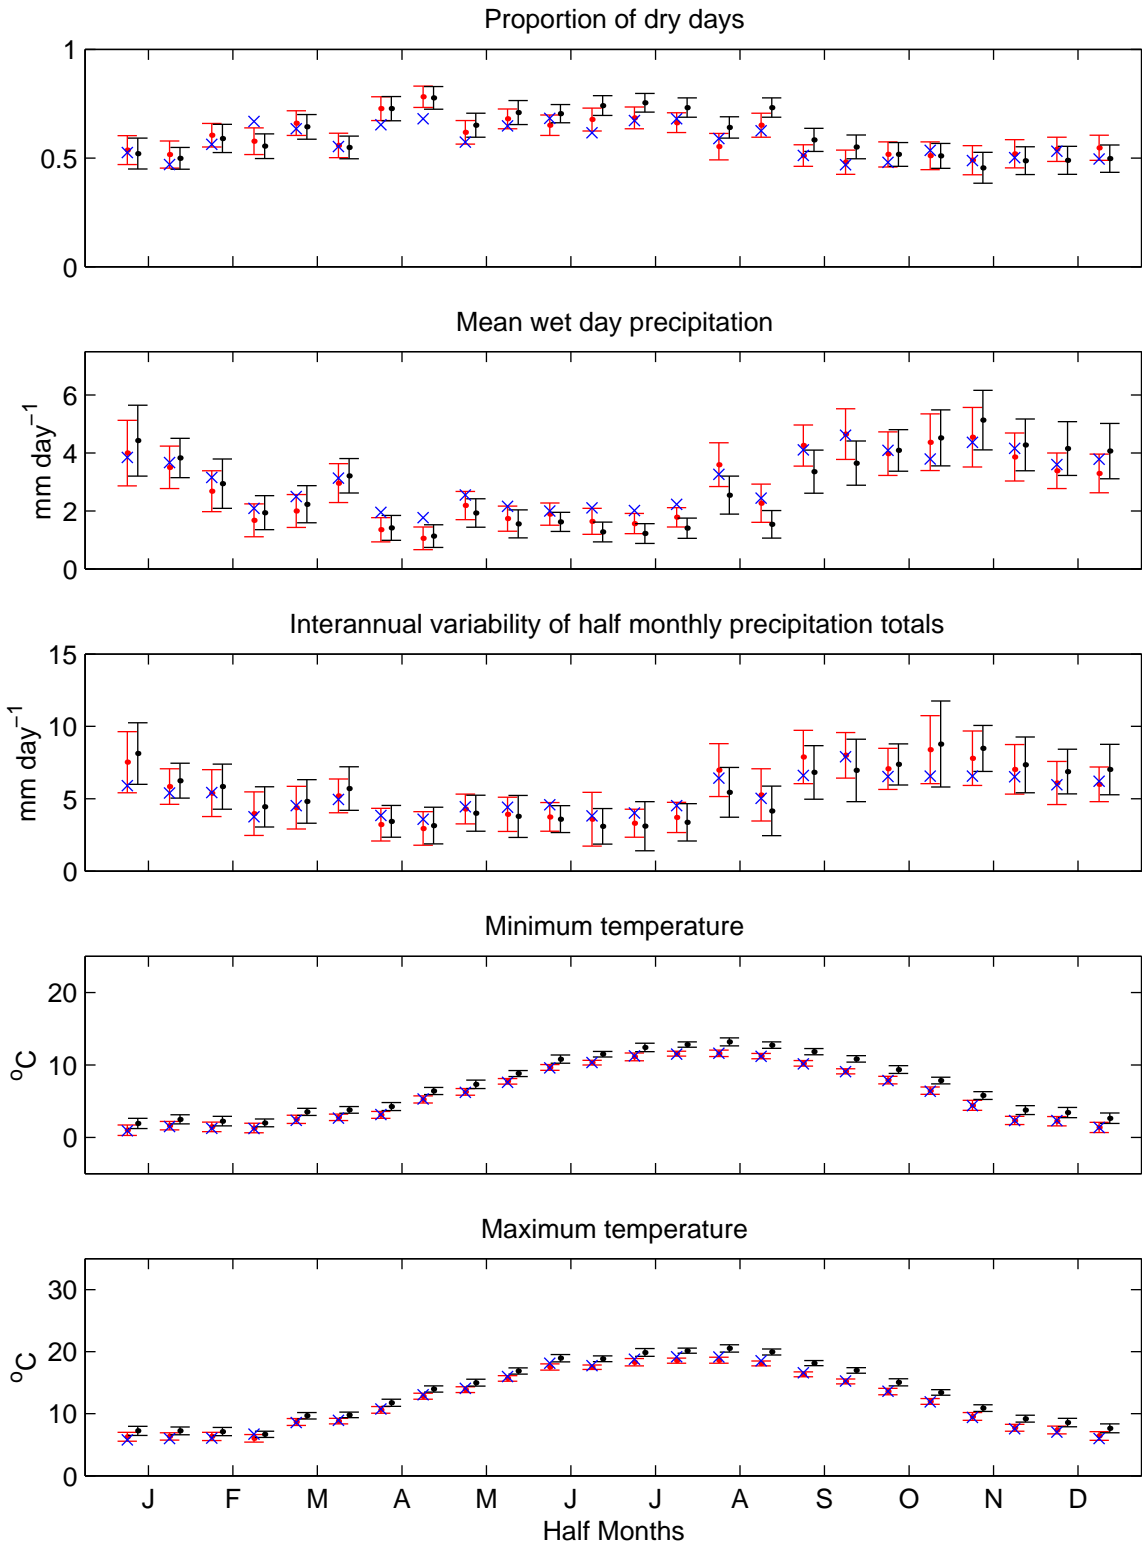 Proportion of dry days
1
0.5
0
Mean wet day precipitation
mm day⁻¹
6
4
2
0
Interannual variability of half monthly precipitation totals
mm day⁻¹
15
10
5
0
Minimum temperature
ºC
20
10
0
Maximum temperature
ºC
30
20
10
0
J F M A M J J A S O N D
Half Months